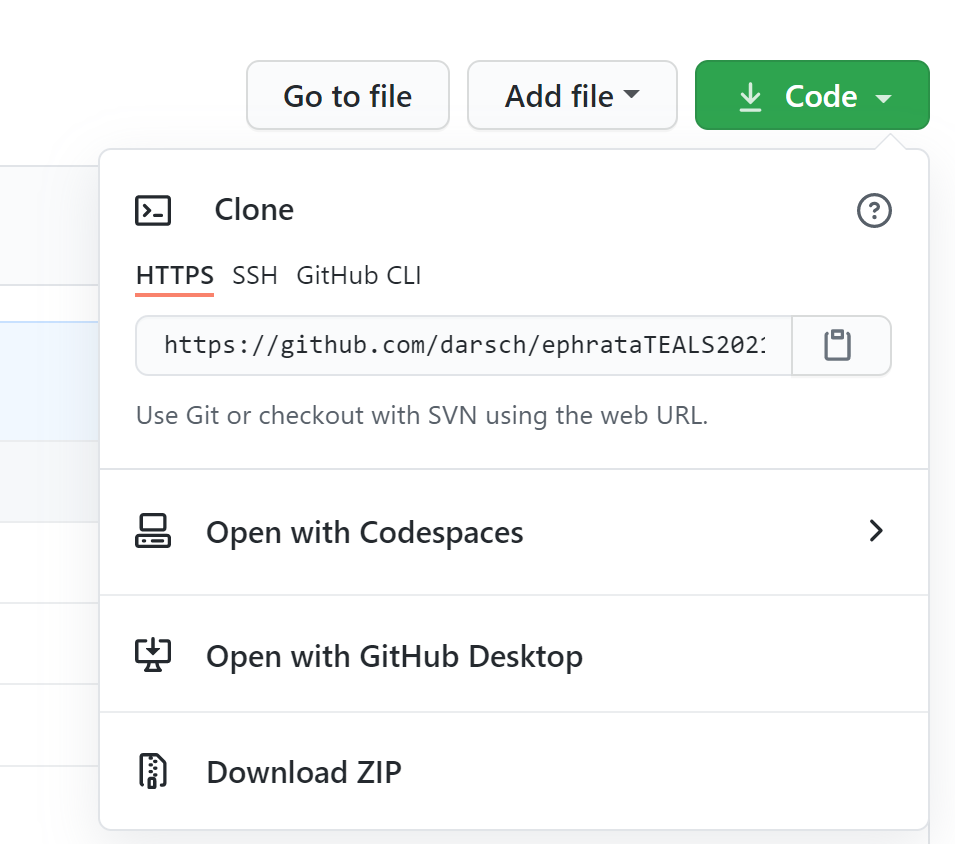 Go to file Add file Code
Clone
HTTPS SSH GitHub CLI
https://github.com/darsch/ephrataTEALS202
Use Git or checkout with SVN using the web URL.
Open with Codespaces
Open with GitHub Desktop
Download ZIP